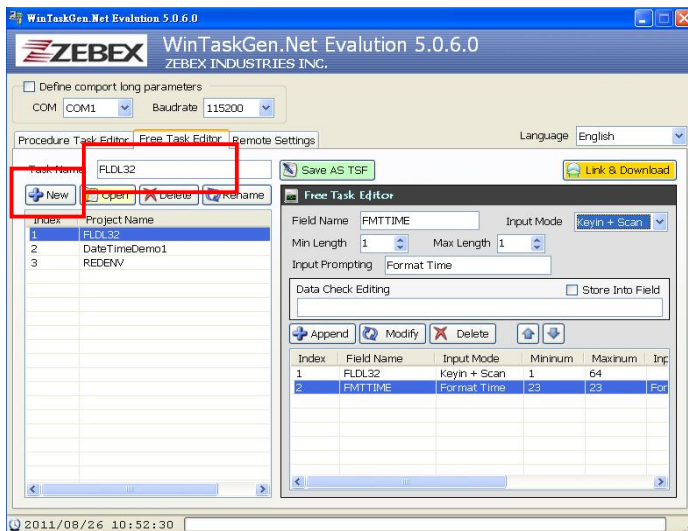 WinTaskGen.Net Evalution 5.0.6.0
ZEBEX
WinTaskGen.Net Evalution 5.0.6.0
ZEBEX INDUSTRIES INC.
Define comport long parameters
COM COM1 Baudrate 115200
Procedure Task Editor Free Task Editor Remote Settings Language English
Task Name FLDL32 Save AS TSF Link & Download
New Open Delete Rename Free Task Editor
Index Project Name
1 FLDL32
2 DateTimeDemo1
3 REDENV
Field Name FMTTIME Input Mode Keyin + Scan
Min Length 1 Max Length 1
Input Prompting Format Time
Data Check Editing Store Into Field
Append Modify Delete
Index Field Name Input Mode Mininum Maxinum Inp
1 FLDL32 Keyin + Scan 1 64
2 FMTTIME Format Time 23 23 For
2011/08/26 10:52:30